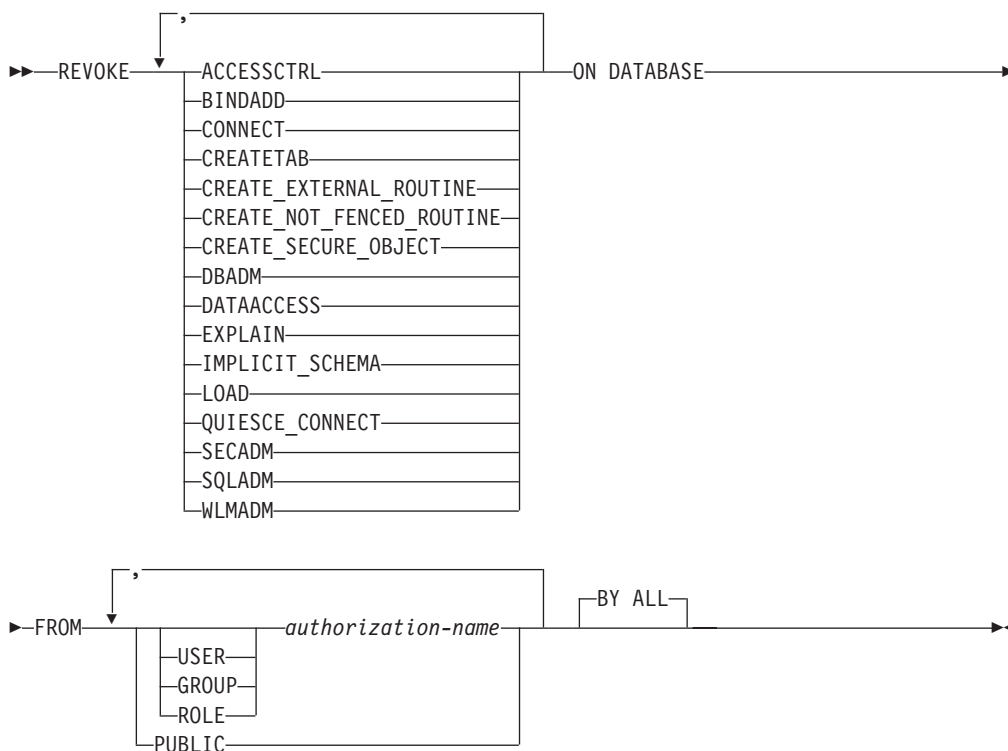 ,
REVOKE ACCESSCTRL ON DATABASE
BINDADD
CONNECT
CREATETAB
CREATE_EXTERNAL_ROUTINE
CREATE_NOT_FENCED_ROUTINE
CREATE_SECURE_OBJECT
DBADM
DATAACCESS
EXPLAIN
IMPLICIT_SCHEMA
LOAD
QUIESCE_CONNECT
SECADM
SQLADM
WLMADM
,
BY ALL
FROM authorization-name
USER
GROUP
ROLE
PUBLIC